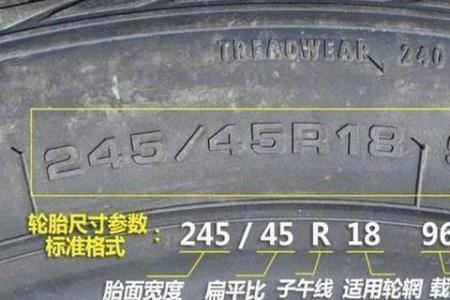 TREADWEAR 240
245/45R18
轮胎尺寸参数
标准格式 : 245 / 45 R 18 96
胎面宽度 扁平比 子午线 适用轮辋 载